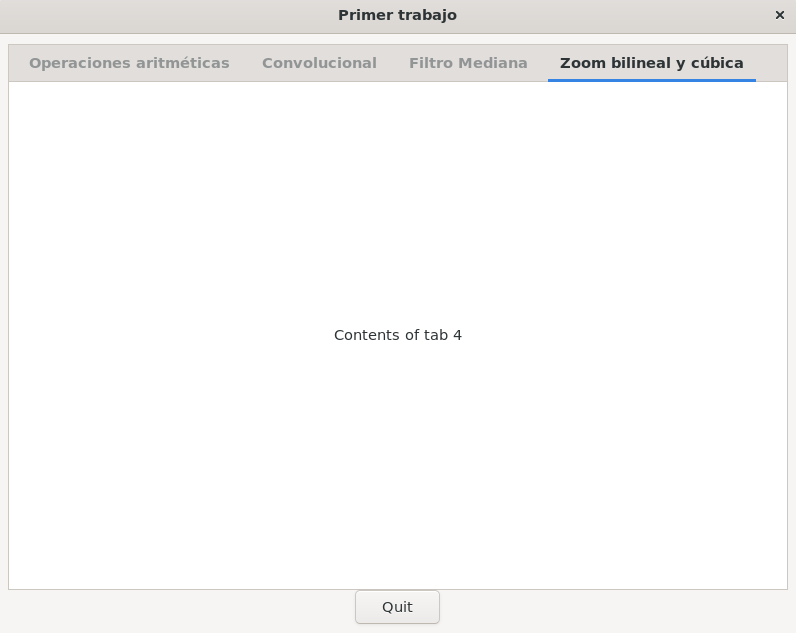 Primer trabajo ×
Operaciones aritméticas Convolucional Filtro Mediana Zoom bilineal y cúbica
Contents of tab 4
Quit